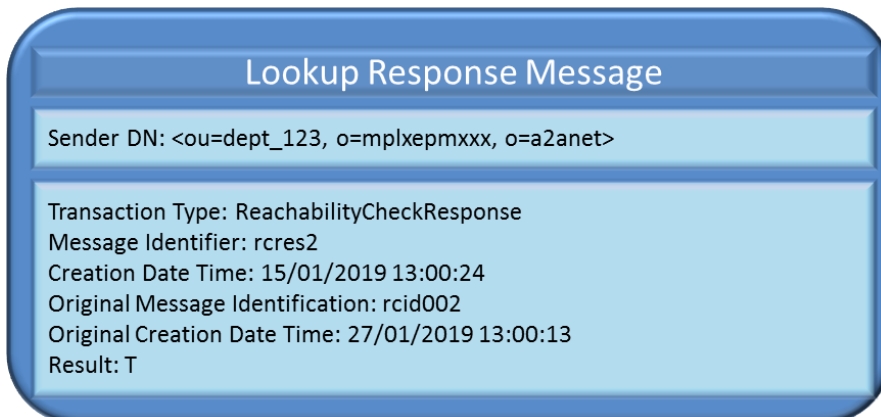 Lookup Response Message
Sender DN: <ou=dept_123, o=mplxepmxxx, o=a2anet>
Transaction Type: ReachabilityCheckResponse
Message Identifier: rcres2
Creation Date Time: 15/01/2019 13:00:24
Original Message Identification: rcid002
Original Creation Date Time: 27/01/2019 13:00:13
Result: T